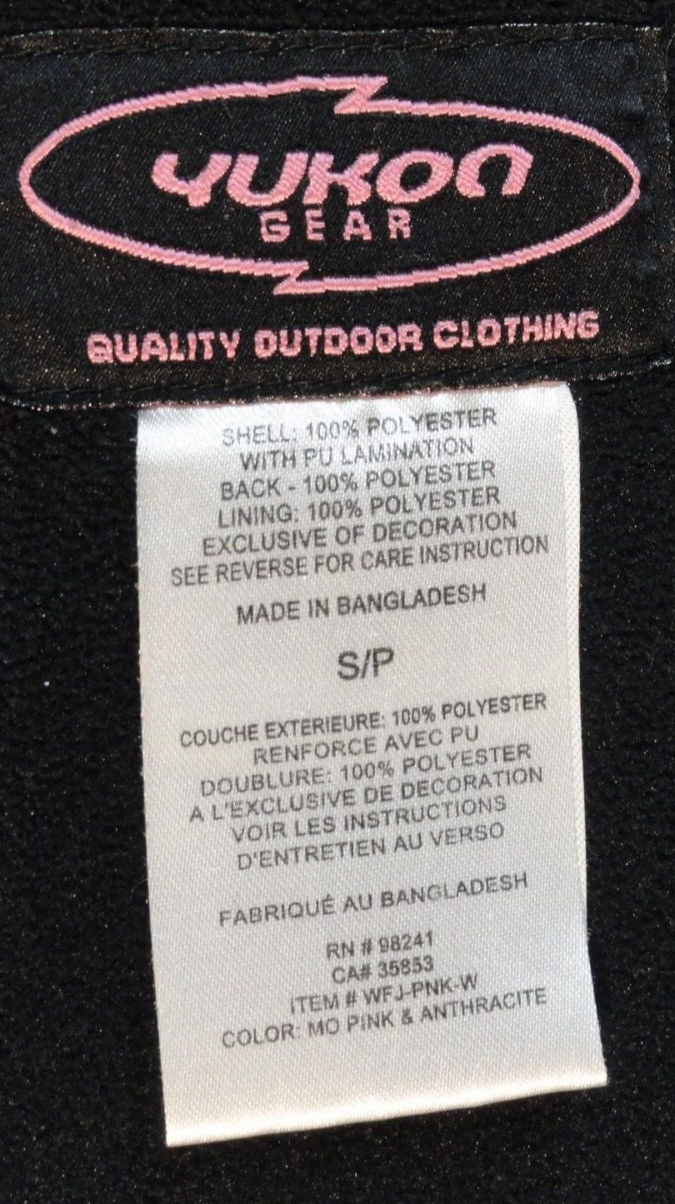 YUKON
GEAR
QUALITY OUTDOOR CLOTHING
SHELL: 100% POLYESTER
WITH PU LAMINATION
BACK - 100% POLYESTER
LINING: 100% POLYESTER
EXCLUSIVE OF DECORATION
SEE REVERSE FOR CARE INSTRUCTION
MADE IN BANGLADESH
S/P
COUCHE EXTERIEURE: 100% POLYESTER
RENFORCE AVEC PU
DOUBLURE: 100% POLYESTER
A L'EXCLUSIVE DE DECORATION
VOIR LES INSTRUCTIONS
D'ENTRETIEN AU VERSO
FABRIQUÉ AU BANGLADESH
RN # 98241
CA# 35853
ITEM # WFJ-PNK-W
COLOR: MO PINK & ANTHRACITE